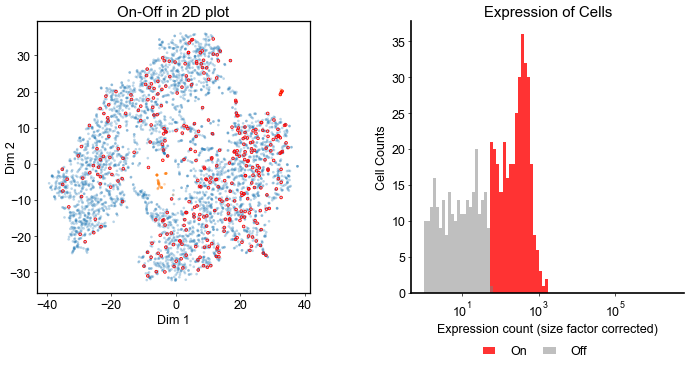 On-Off in 2D plot
30
20
10
0
−10
−20
−30
Dim 2
−40
−20
0
20
40
Dim 1
Expression of Cells
35
30
25
20
15
10
5
0
Cell Counts
10^1
10^3
10^5
Expression count (size factor corrected)
On
Off